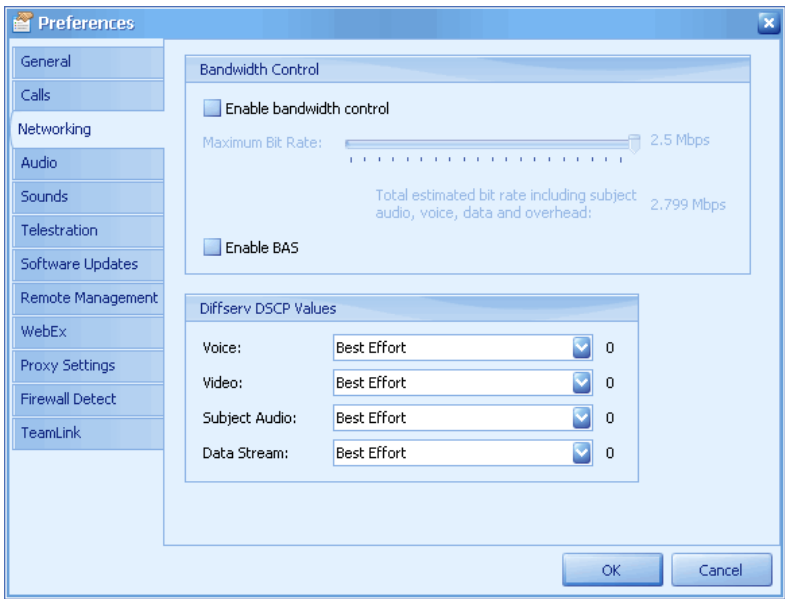 Preferences
General
Calls
Networking
Audio
Sounds
Telestration
Software Updates
Remote Management
WebEx
Proxy Settings
Firewall Detect
TeamLink
Bandwidth Control
Enable bandwidth control
Maximum Bit Rate: 2.5 Mbps
Total estimated bit rate including subject
audio, voice, data and overhead: 2.799 Mbps
Enable BAS
Diffserv DSCP Values
Voice: Best Effort 0
Video: Best Effort 0
Subject Audio: Best Effort 0
Data Stream: Best Effort 0
OK Cancel